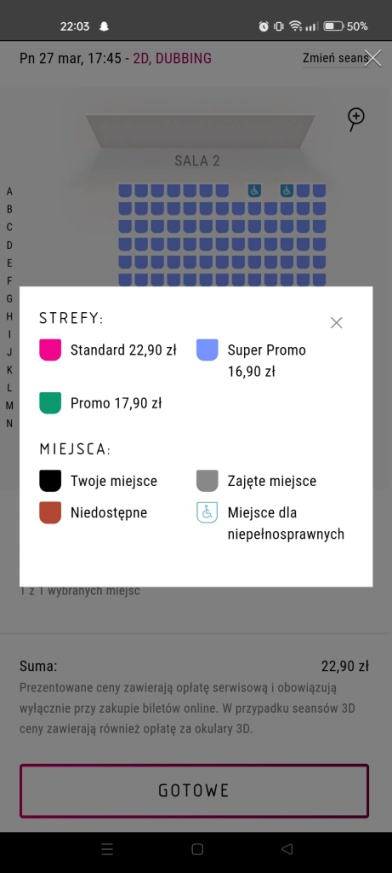 22:03
50%
Pn 27 mar, 17:45 - 2D, DUBBING
Zmień seans
SALA 2
A
B
C
D
E
F
G
H
I
J
K
L
M
N
STREFY:
Standard 22,90 zł
Super Promo
16,90 zł
Promo 17,90 zł
MIEJSCA:
Twoje miejsce
Zajęte miejsce
Niedostępne
Miejsce dla
niepełnosprawnych
1 z 1 wybranych miejsc
Suma:
22,90 zł
Prezentowane ceny zawierają opłatę serwisową i obowiązują
wyłącznie przy zakupie biletów online. W przypadku seansów 3D
ceny zawierają również opłatę za okulary 3D.
GOTOWE